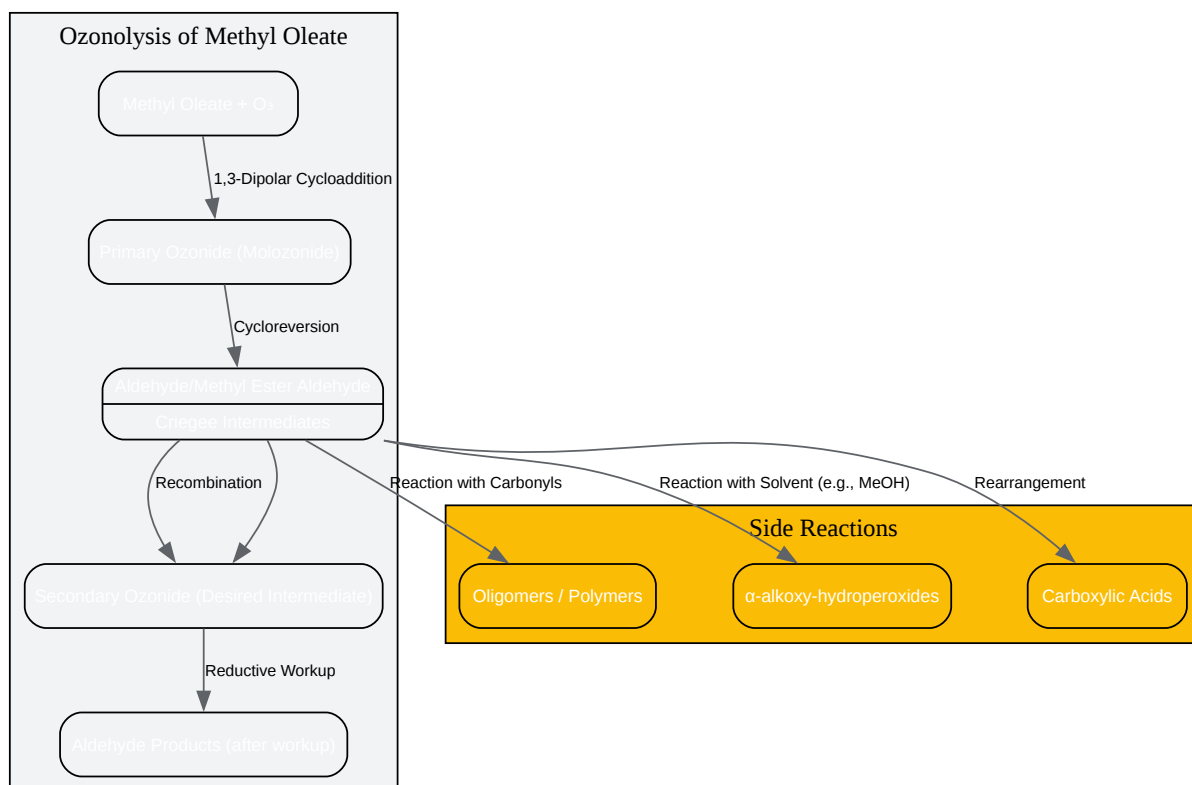 Ozonolysis of Methyl Oleate
Methyl Oleate + O₃
1,3-Dipolar Cycloaddition
Primary Ozonide (Molozonide)
Cycloreversion
Aldehyde/Methyl Ester Aldehyde
Criegee Intermediates
Recombination
Reaction with Carbonyls
Reaction with Solvent (e.g., MeOH)
Rearrangement
Side Reactions
Secondary Ozonide (Desired Intermediate)
Oligomers / Polymers
α-alkoxy-hydroperoxides
Carboxylic Acids
Reductive Workup
Aldehyde Products (after workup)